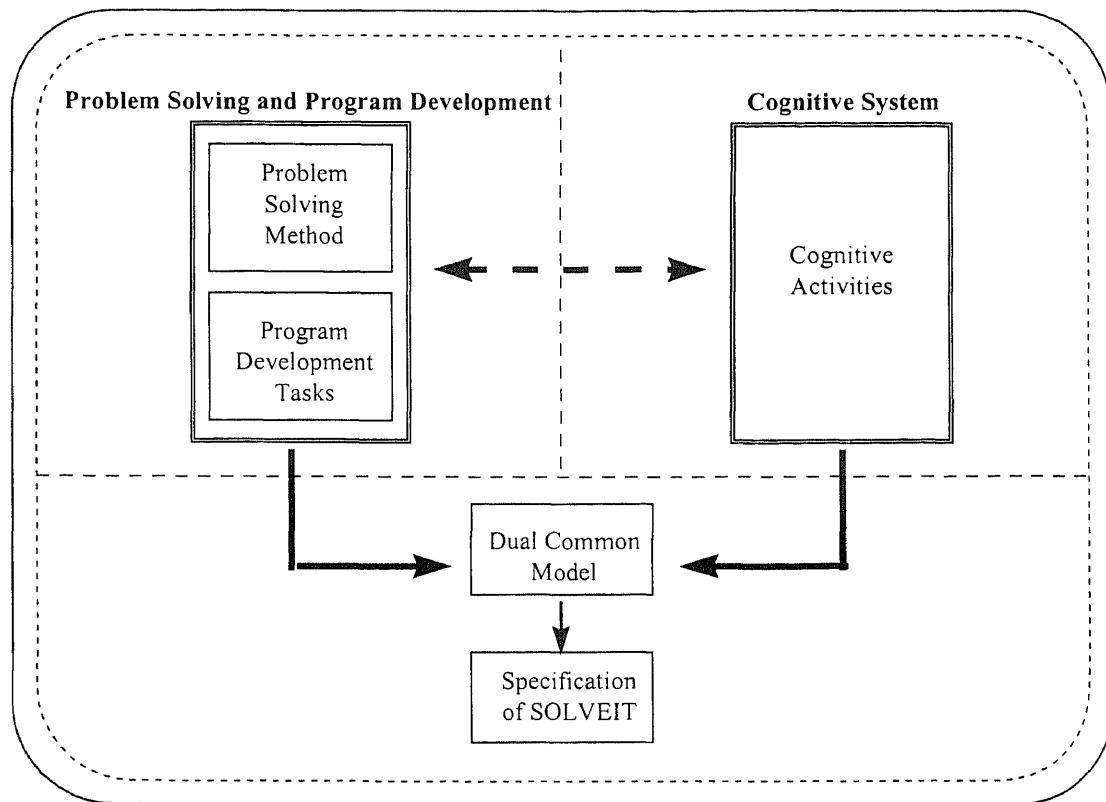 Problem Solving and Program Development
Problem
Solving
Method
Program
Development
Tasks
Cognitive System
Cognitive
Activities
Dual Common
Model
Specification
of SOLVEIT